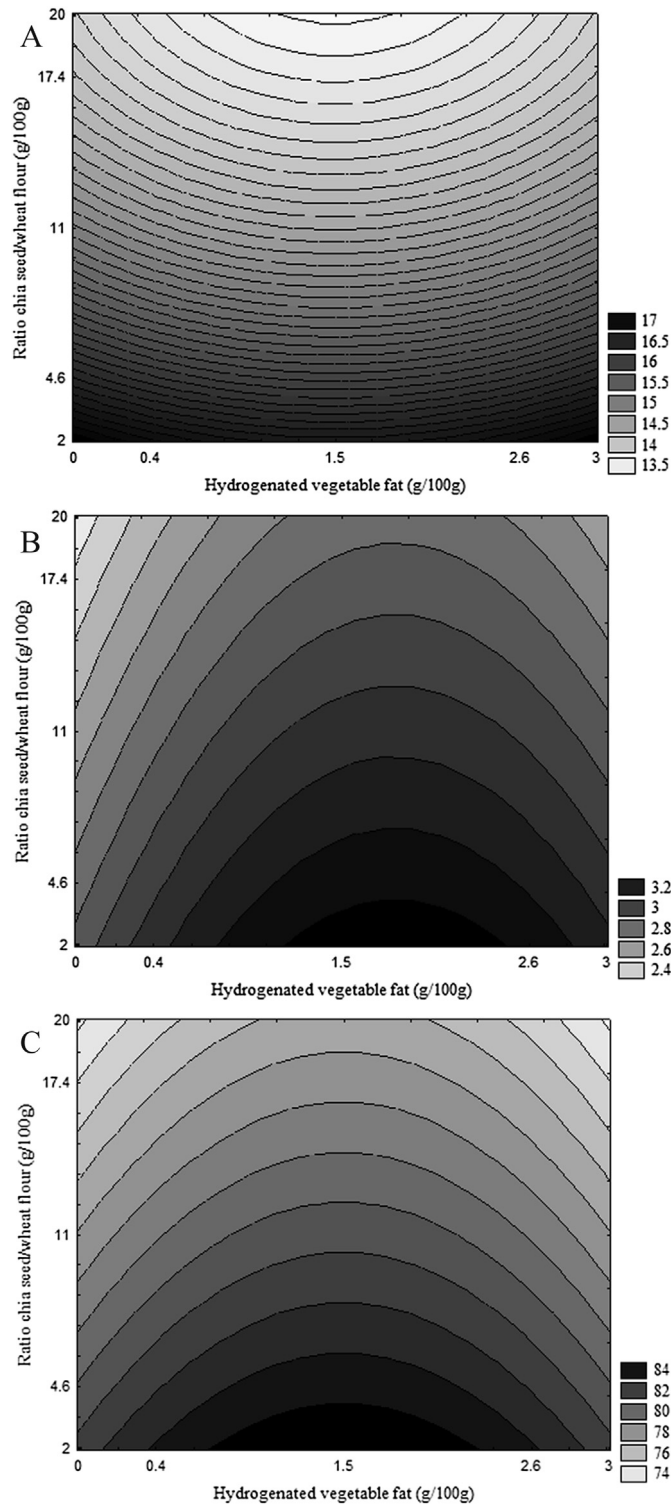 A
20
17.4
11
4.6
2
Ratio chia seed/wheat flour (g/100g)
0 0.4 1.5 2.6 3
Hydrogenated vegetable fat (g/100g)
17
16.5
16
15.5
15
14.5
14
13.5
B
20
17.4
11
4.6
2
Ratio chia seed/wheat flour (g/100g)
0 0.4 1.5 2.6 3
Hydrogenated vegetable fat (g/100g)
3.2
3
2.8
2.6
2.4
C
20
17.4
11
4.6
2
Ratio chia seed/wheat flour (g/100g)
0 0.4 1.5 2.6 3
Hydrogenated vegetable fat (g/100g)
84
82
80
78
76
74